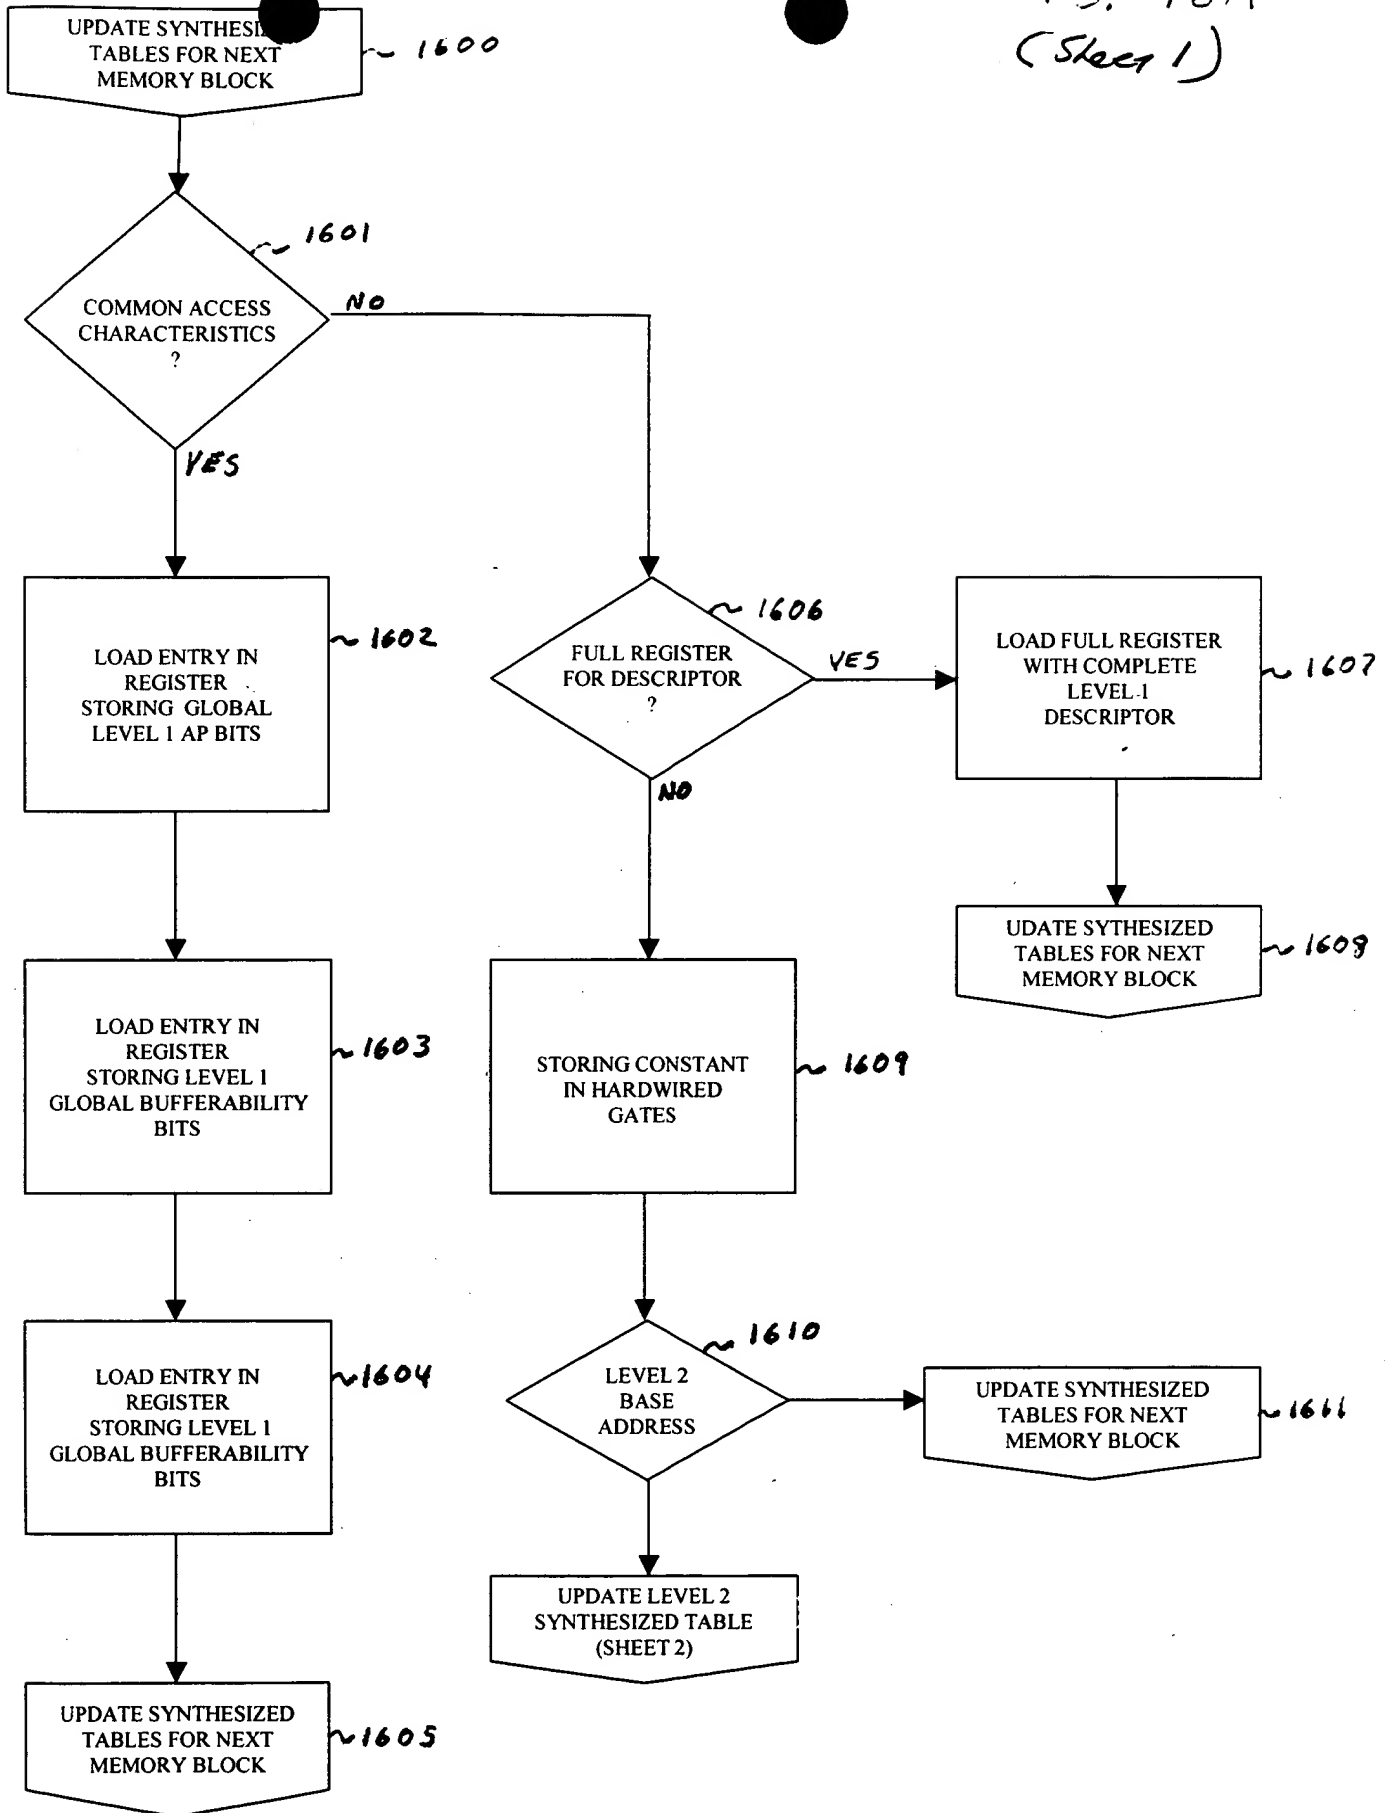 (Sheet 1)
UPDATE
TABLES FOR NEXT
MEMORY BLOCK
1600
1601
COMMON ACCESS
CHARACTERISTICS
?
NO
YES
LOAD ENTRY IN
REGISTER
STORING GLOBAL
LEVEL 1 AP BITS
1602
FULL REGISTER
FOR DESCRIPTOR
?
1606
YES
NO
LOAD FULL REGISTER
WITH COMPLETE
LEVEL 1
DESCRIPTOR
1607
UDATE SYTHESIZED
TABLES FOR NEXT
MEMORY BLOCK
1608
LOAD ENTRY IN
REGISTER
STORING LEVEL 1
GLOBAL BUFFERABILITY
BITS
1603
STORING CONSTANT
IN HARDWIRED
GATES
1609
LOAD ENTRY IN
REGISTER
STORING LEVEL 1
GLOBAL BUFFERABILITY
BITS
1604
LEVEL 2
BASE
ADDRESS
1610
UPDATE SYNTHESIZED
TABLES FOR NEXT
MEMORY BLOCK
1611
UPDATE LEVEL 2
SYNTHESIZED TABLE
(SHEET 2)
UPDATE SYNTHESIZED
TABLES FOR NEXT
MEMORY BLOCK
1605